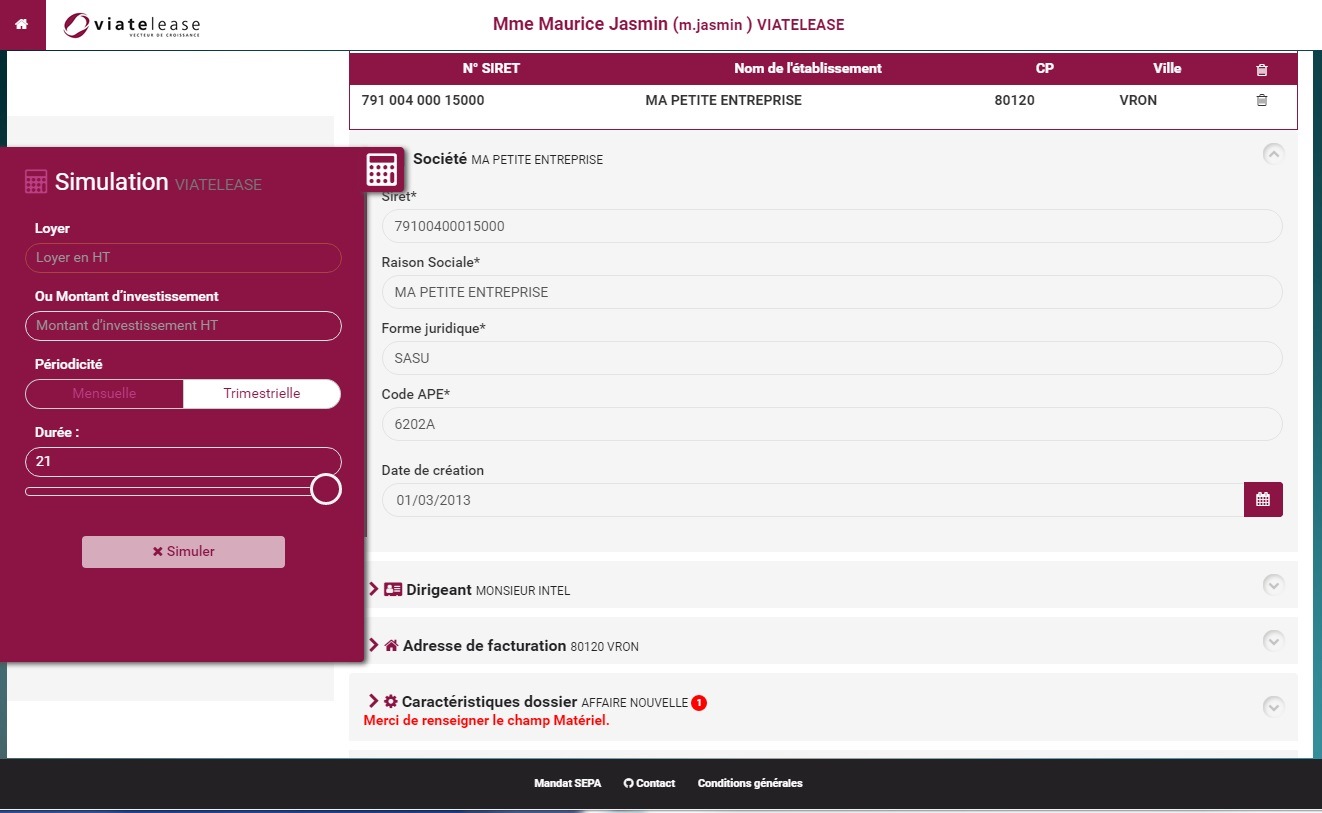 viatelease
VECTEUR DE CROISSANCE
Mme Maurice Jasmin (m.jasmin ) VIATELEASE
N° SIRET Nom de l'établissement CP Ville
791 004 000 15000 MA PETITE ENTREPRISE 80120 VRON
Simulation VIATELEASE
Loyer
Loyer en HT
Ou Montant d'investissement
Montant d'investissement HT
Périodicité
Mensuelle Trimestrielle
Durée :
21
Simuler
Société MA PETITE ENTREPRISE
Siret*
79100400015000
Raison Sociale*
MA PETITE ENTREPRISE
Forme juridique*
SASU
Code APE*
6202A
Date de création
01/03/2013
Dirigeant MONSIEUR INTEL
Adresse de facturation 80120 VRON
Caractéristiques dossier AFFAIRE NOUVELLE 1
Merci de renseigner le champ Matériel.
Mandat SEPA Contact Conditions générales